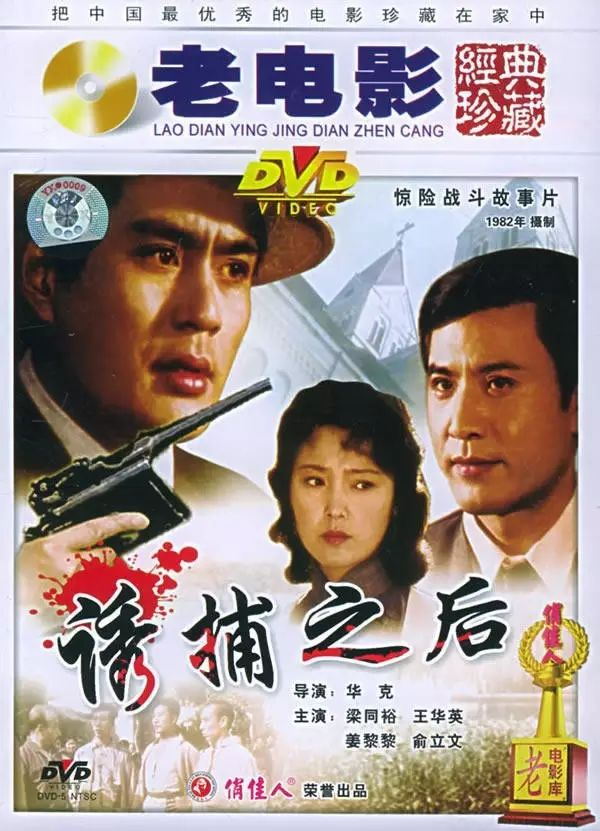 把中国最优秀的电影珍藏在家中
老电影
經典珍藏
LAO DIAN YING JING DIAN ZHEN CANG
YX 0009
DVD
VIDEO
惊险战斗故事片
1982年 摄制
诱捕之后
导演：华 克
主演：梁同裕 王华英
姜黎黎 俞立文
俏佳人
老
电影库
DVD
VIDEO
DVD-5 NTSC
俏佳人 荣誉出品